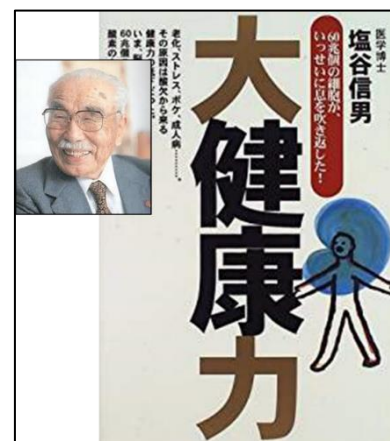 医学博士
塩谷信男
60兆個の細胞が、
いっせいに息を吹き返した!
大健康力
老化、ストレス、ボケ、成人病………。
その原因は酸欠から来る
健康力の
いま、
60兆個
酸素の